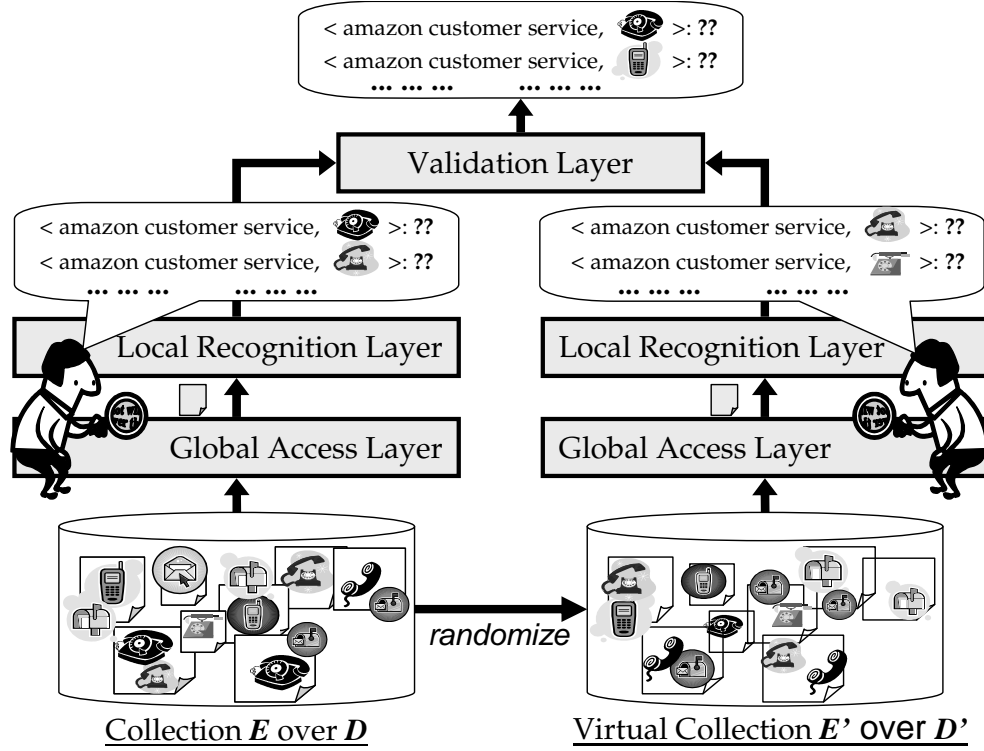 < amazon customer service, >: ??
< amazon customer service, >: ??
... ... ... ... ... ...
Validation Layer
< amazon customer service, >: ??
< amazon customer service, >: ??
... ... ... ... ... ...
< amazon customer service, >: ??
< amazon customer service, >: ??
... ... ... ... ... ...
Local Recognition Layer
Local Recognition Layer
Global Access Layer
Global Access Layer
randomize
Collection E over D
Virtual Collection E' over D'